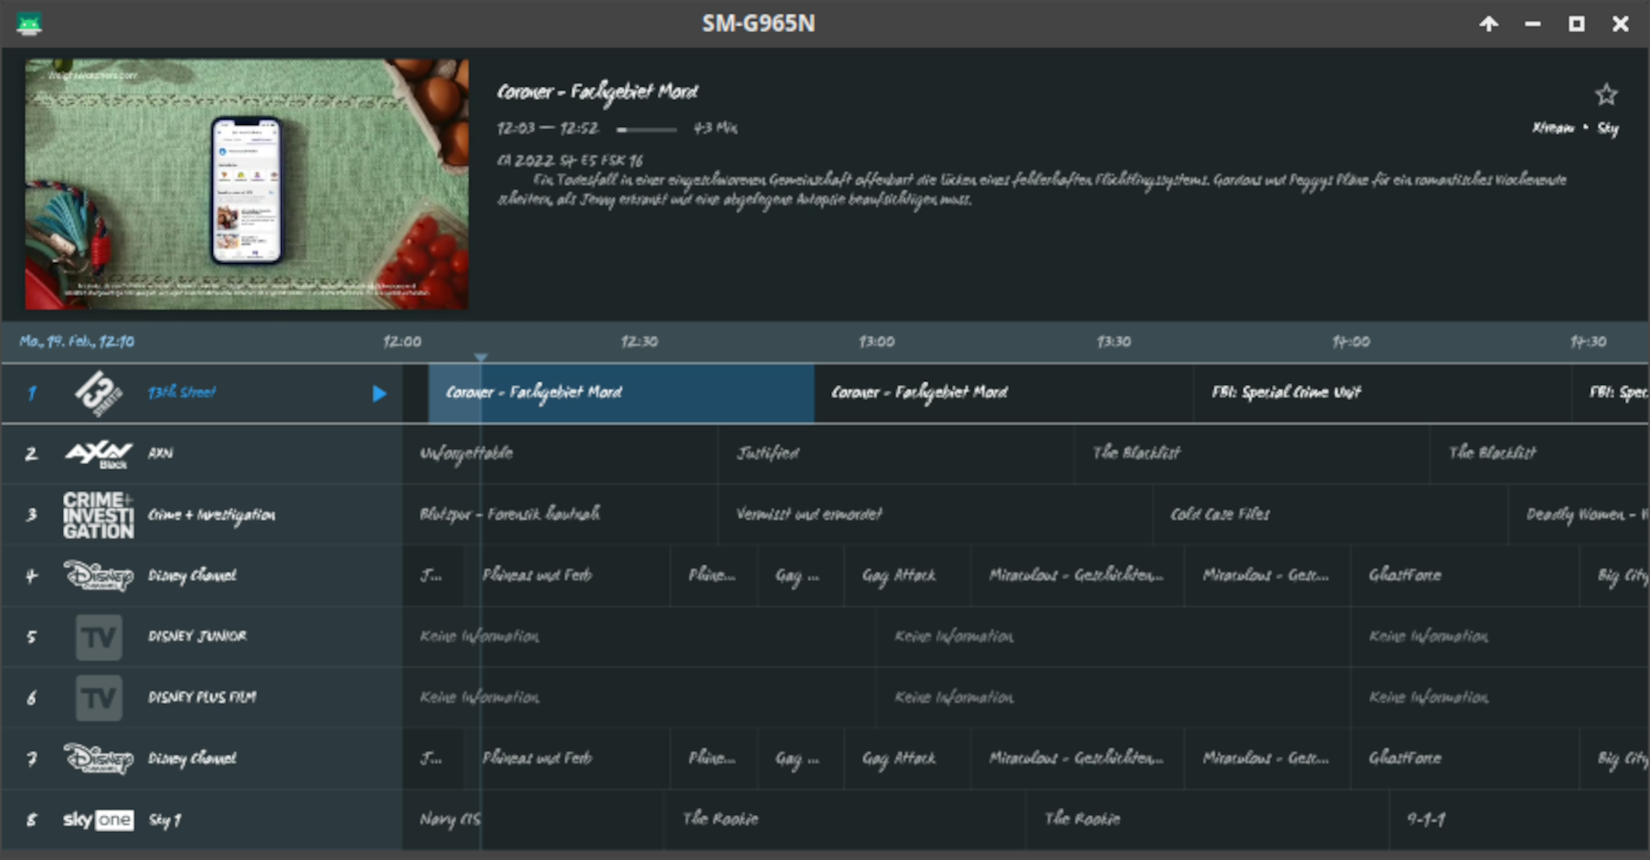 SM-G965N
WeightWatchers.com
Coroner - Fachgebiet Mord
12:03 — 12:52 43 Min
Xtream • Sky
CA 2022 S4 E5 FSK 16
Ein Todesfall in einer eingeschworenen Gemeinschaft offenbart die Lücken eines fehlerhaften Flüchtlingssystems. Gordons und Peggys Pläne für ein romantisches Wochenende
scheitern, als Jenny erkrankt und eine abgelegene Autopsie beaufsichtigen muss.
Mo., 19. Feb., 12:10 12:00 12:30 13:00 13:30 14:00 14:30
1 13 STREET 13th Street Coroner - Fachgebiet Mord Coroner - Fachgebiet Mord FBI: Special Crime Unit FBI: Spec
2 AXN Black AXN Unforgettable Justified The Blacklist The Blacklist
3 CRIME+ INVESTIGATION Crime + Investigation Blutspur - Forensik hautnah Vermisst und ermordet Cold Case Files Deadly Women -
4 Disney Channel Disney Channel J... Phineas und Ferb Phine... Gag ... Gag Attack Miraculous - Geschichten... Miraculous - Gesc... GhostForce Big City
5 TV DISNEY JUNIOR Keine Information Keine Information Keine Information
6 TV DISNEY PLUS FILM Keine Information Keine Information Keine Information
7 Disney Channel Disney Channel J... Phineas und Ferb Phine... Gag ... Gag Attack Miraculous - Geschichten... Miraculous - Gesc... GhostForce Big City
8 sky one Sky 1 Navy CIS The Rookie The Rookie 9-1-1